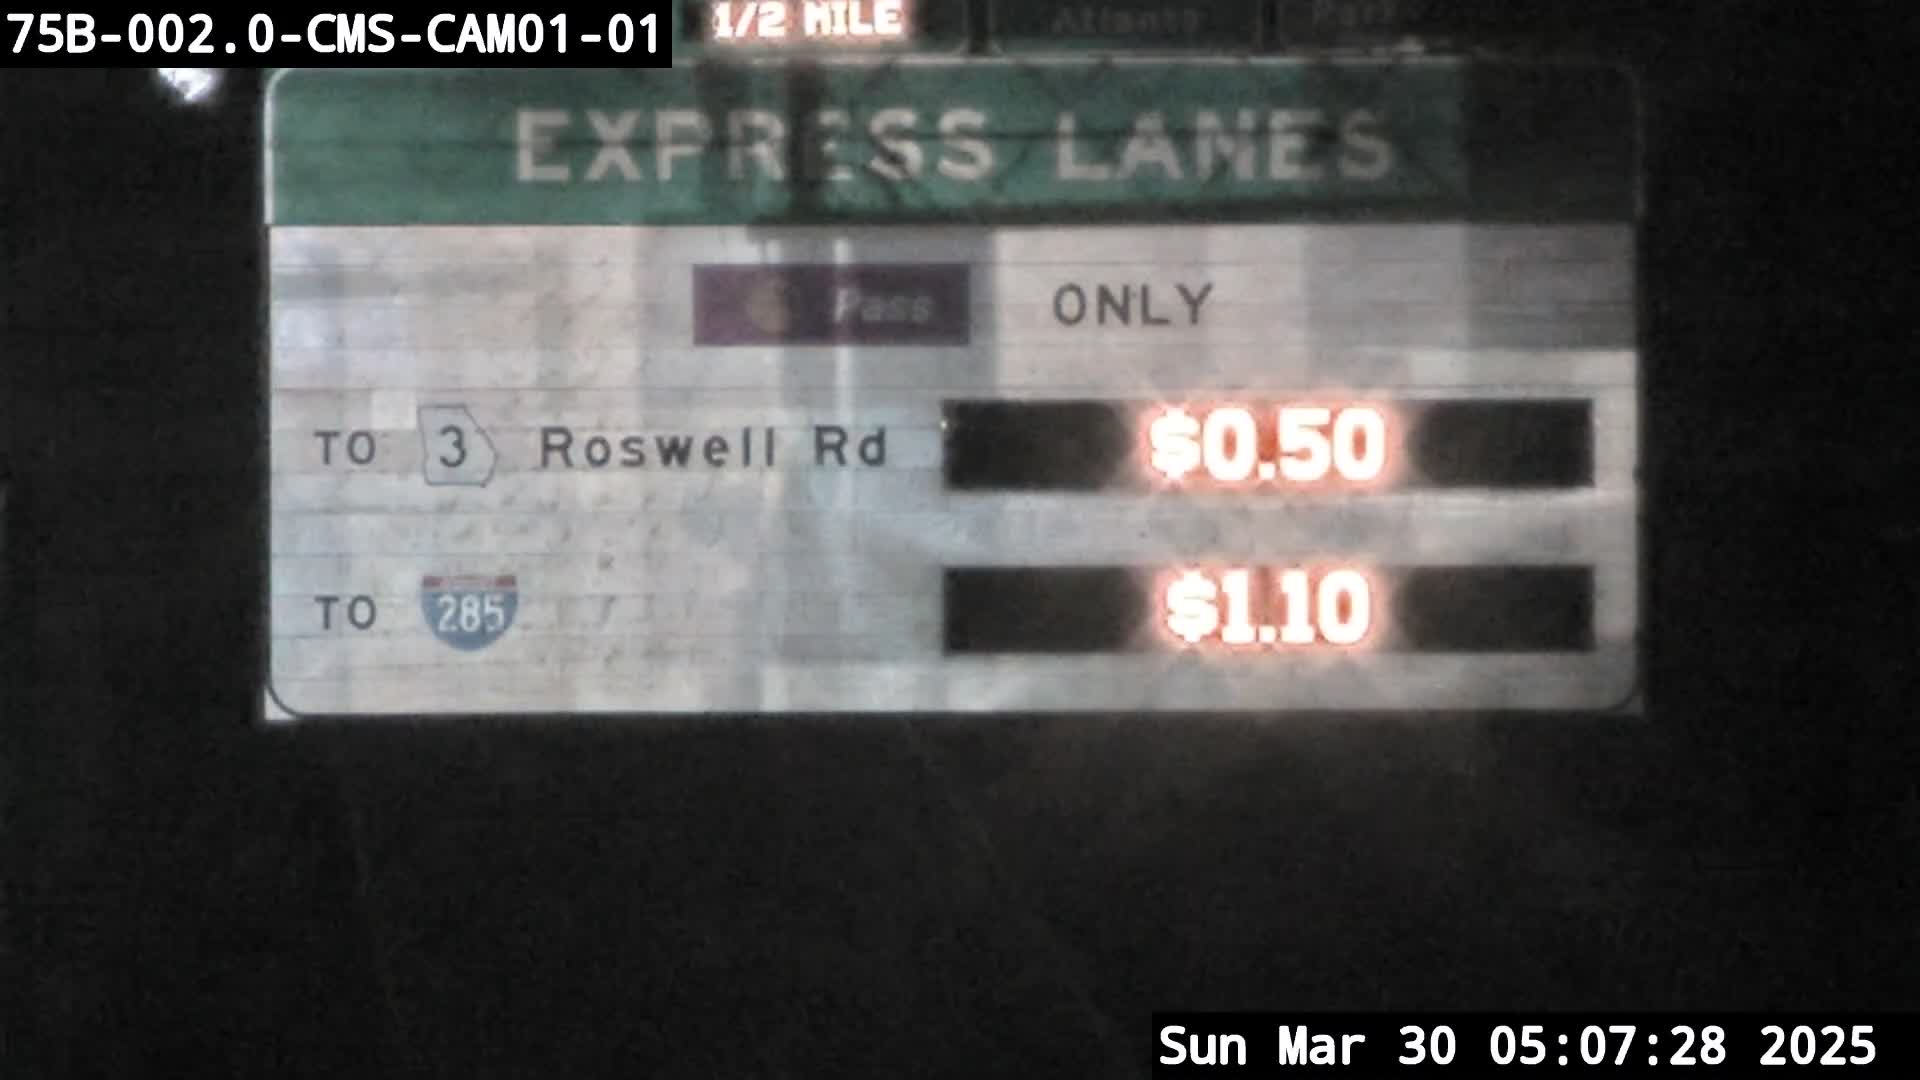 75B-002.0-CMS-CAM01-01
1/2 MILE
Atlanta
EXPRESS LANES
Pass ONLY
TO 3 Roswell Rd $0.50
TO 285 $1.10
Sun Mar 30 05:07:28 2025